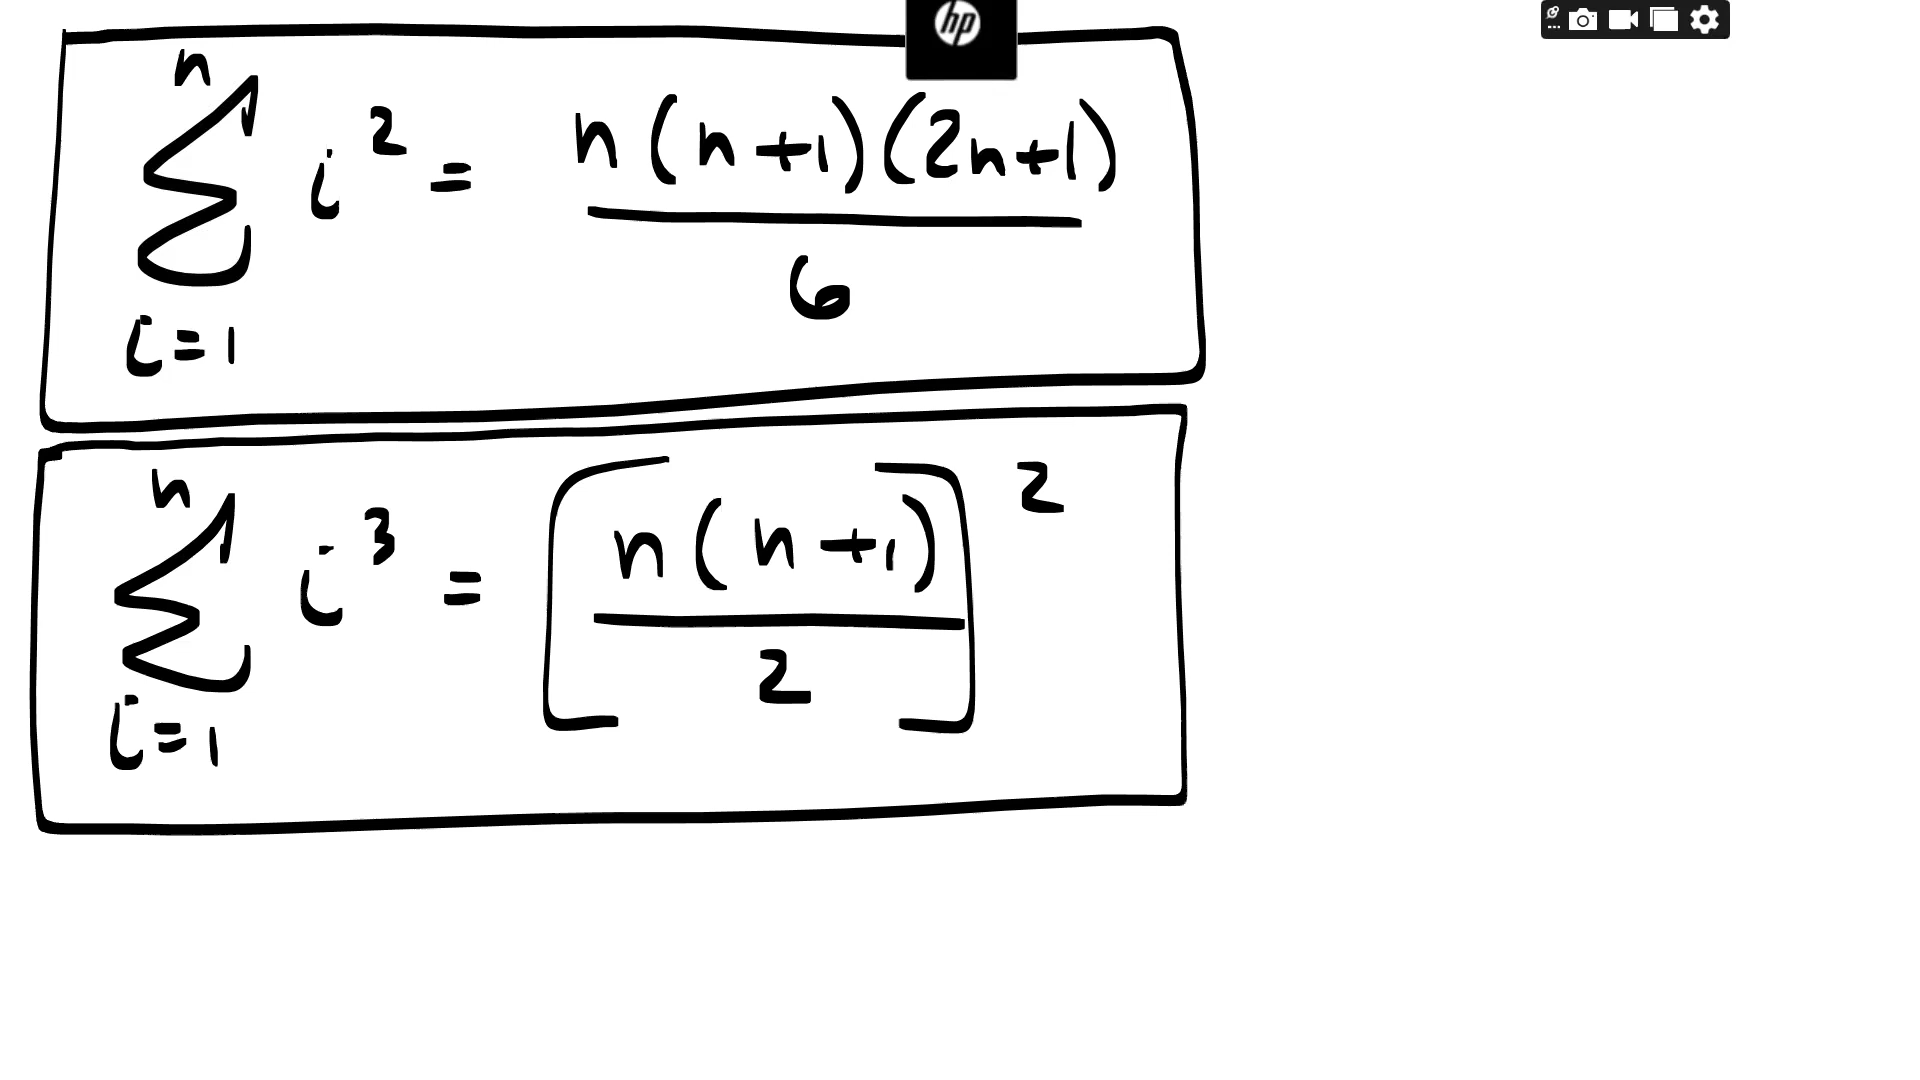 hp
n
∑ i² = n(n+1)(2n+1)
6
i=1
n
∑ i³ = [n(n+1)]²
2
i=1